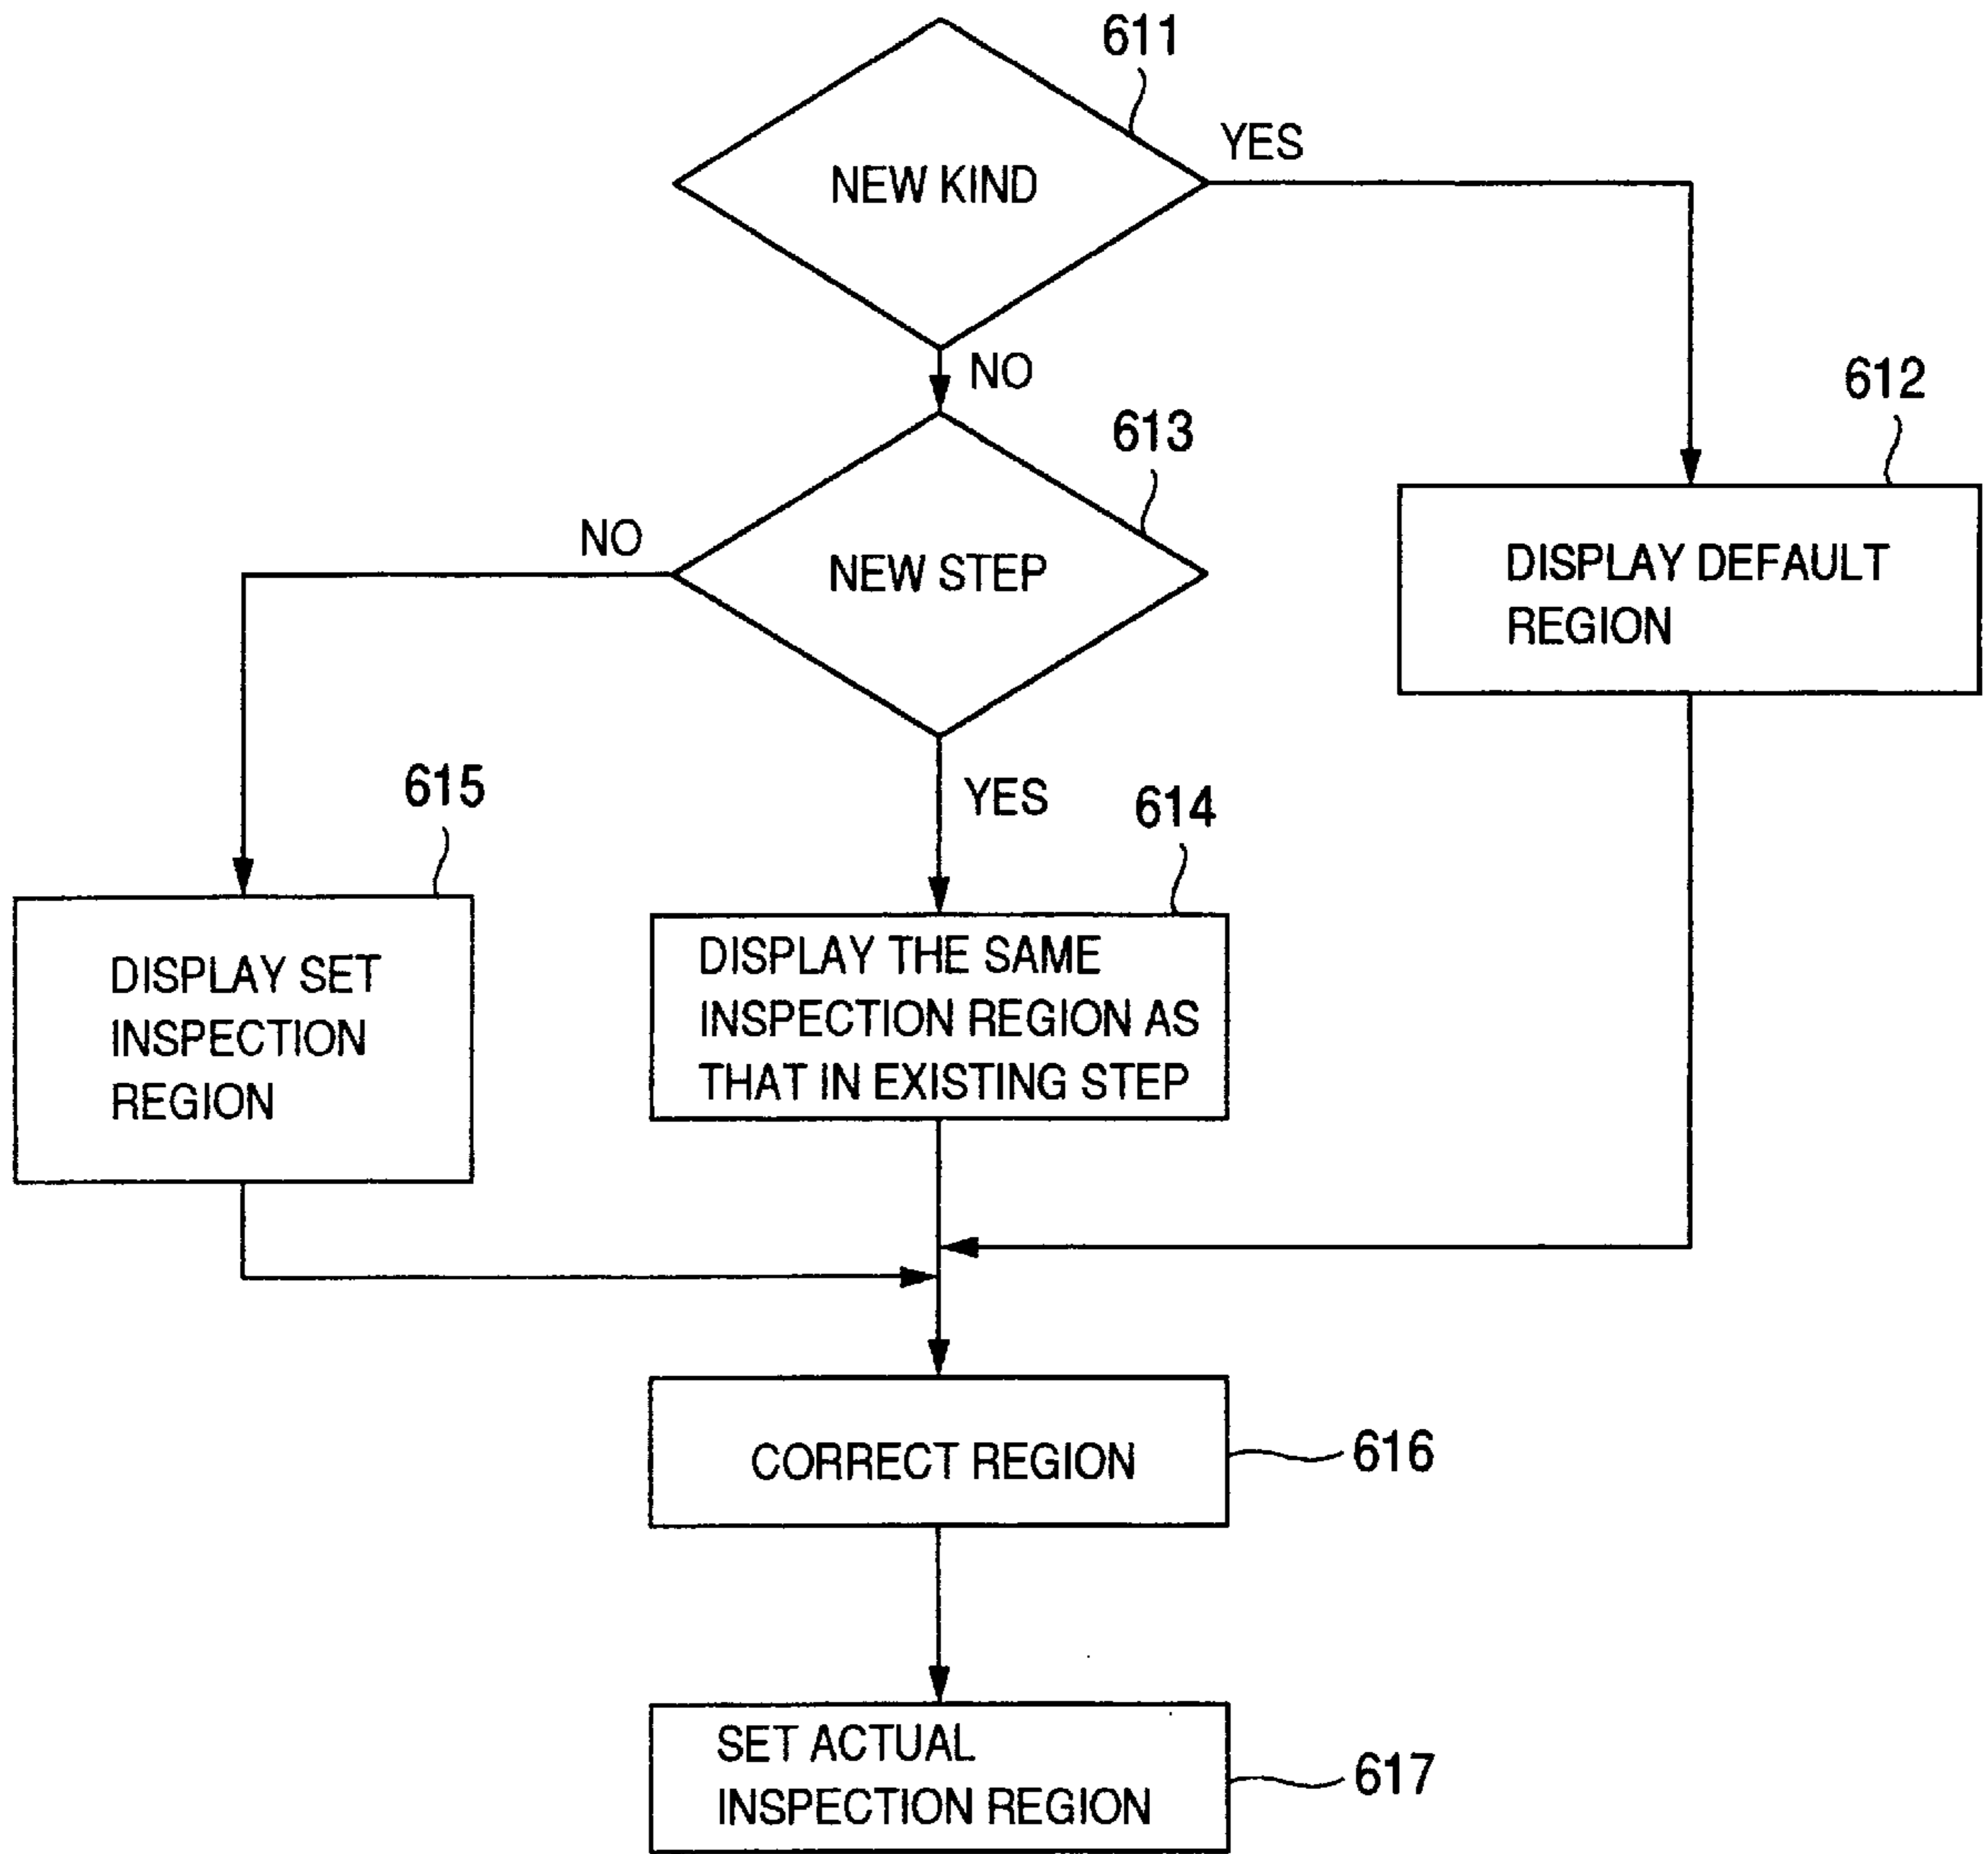 611
NEW KIND
YES
NO
612
DISPLAY DEFAULT
REGION
613
NO
NEW STEP
YES
615
DISPLAY SET
INSPECTION
REGION
614
DISPLAY THE SAME
INSPECTION REGION AS
THAT IN EXISTING STEP
CORRECT REGION
616
SET ACTUAL
INSPECTION REGION
617